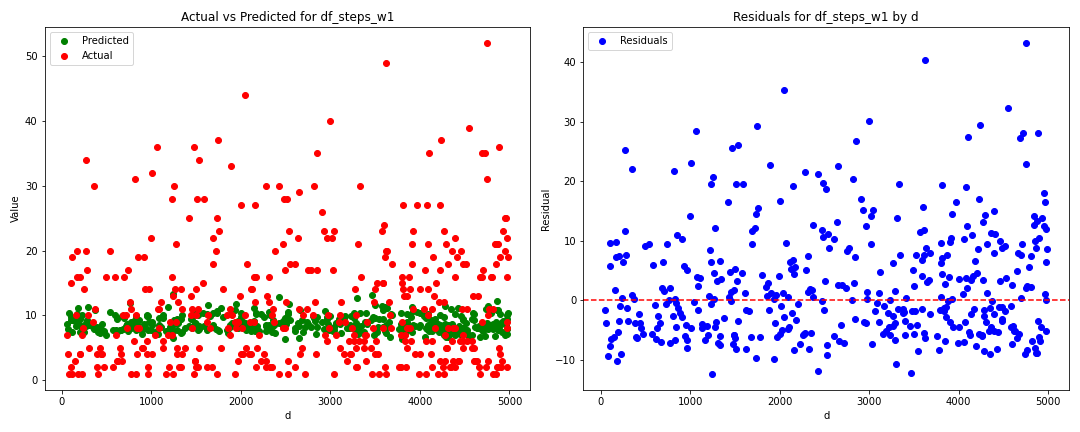 Actual vs Predicted for df_steps_w1
Predicted
Actual
Value
50
40
30
20
10
0
0 1000 2000 3000 4000 5000
d
Residuals for df_steps_w1 by d
Residuals
Residual
40
30
20
10
0
−10
0 1000 2000 3000 4000 5000
d